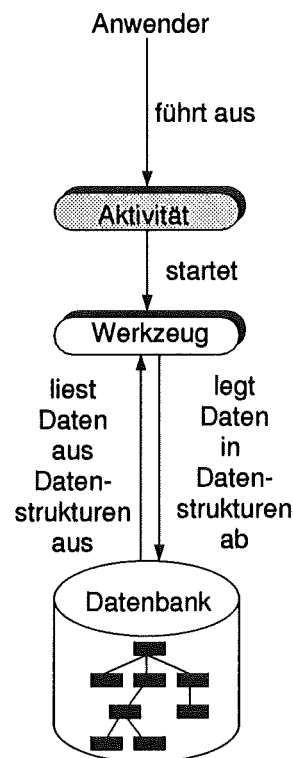 Anwender
führt aus
Aktivität
startet
Werkzeug
liest
Daten
aus
Daten-
strukturen
aus
legt
Daten
in
Daten-
strukturen
ab
Datenbank